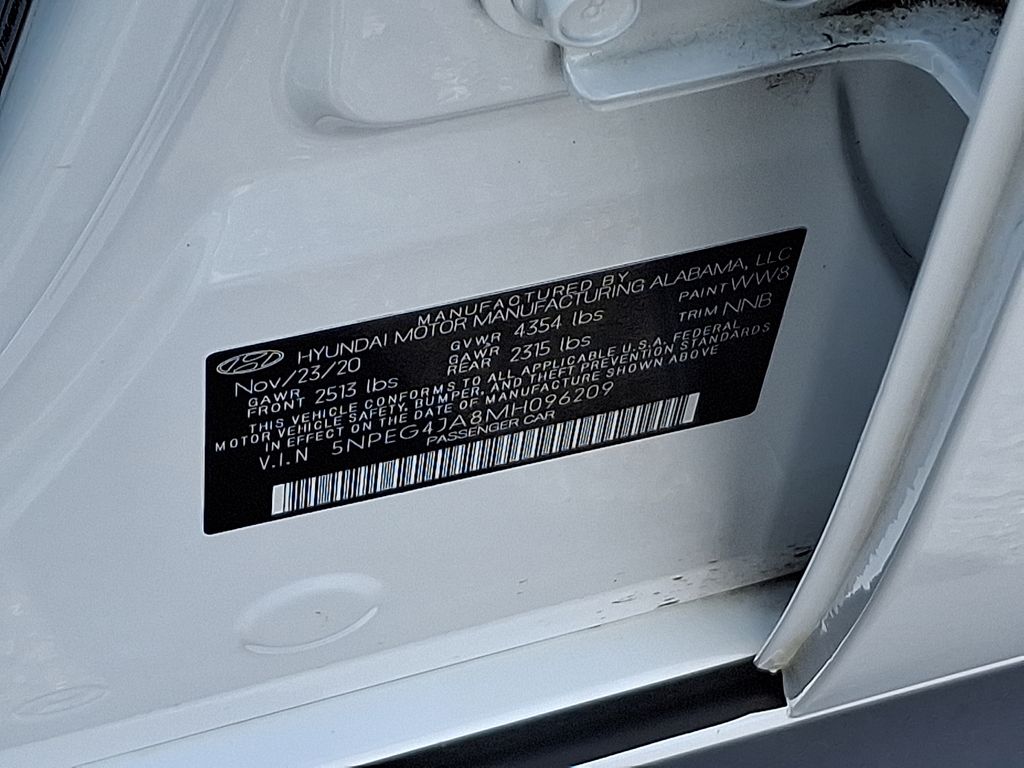 MANUFACTURED BY
HYUNDAI MOTOR MANUFACTURING ALABAMA, LLC
Nov/23/20 GVWR 4354 lbs PAINT WW8
GAWR FRONT 2513 lbs GAWR REAR 2315 lbs TRIM NNB
THIS VEHICLE CONFORMS TO ALL APPLICABLE U.S.A. FEDERAL
MOTOR VEHICLE SAFETY, BUMPER, AND THEFT PREVENTION STANDARDS
IN EFFECT ON THE DATE OF MANUFACTURE SHOWN ABOVE
V.I.N 5NPEG4JA8MH096209
PASSENGER CAR